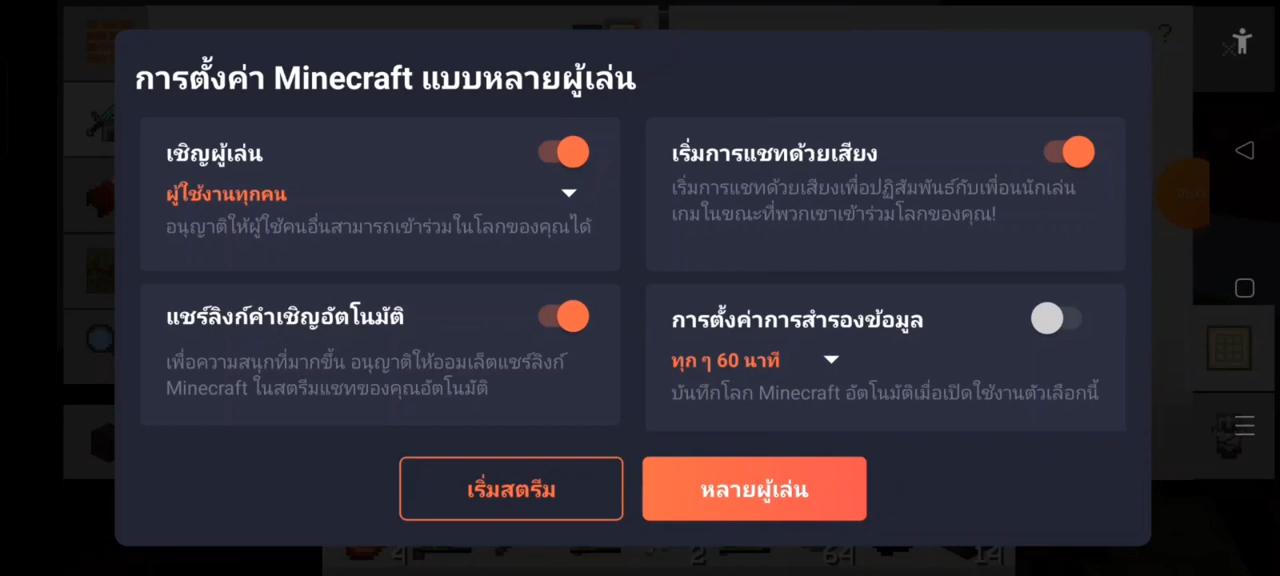 การตั้งค่า Minecraft แบบหลายผู้เล่น
เชิญผู้เล่น
ผู้ใช้งานทุกคน
อนุญาติให้ผู้ใช้คนอื่นสามารถเข้าร่วมในโลกของคุณได้
เริ่มการแชทด้วยเสียง
เริ่มการแชทด้วยเสียงเพื่อปฏิสัมพันธ์กับเพื่อนนักเล่น
เกมในขณะที่พวกเขาเข้าร่วมโลกของคุณ!
แชร์ลิงก์คำเชิญอัตโนมัติ
เพื่อความสนุกที่มากขึ้น อนุญาติให้ออมเล็ตแชร์ลิงก์
Minecraft ในสตรีมแชทของคุณอัตโนมัติ
การตั้งค่าการสำรองข้อมูล
ทุก ๆ 60 นาที
บันทึกโลก Minecraft อัตโนมัติเมื่อเปิดใช้งานตัวเลือกนี้
เริ่มสตรีม
หลายผู้เล่น
4 2 64 14